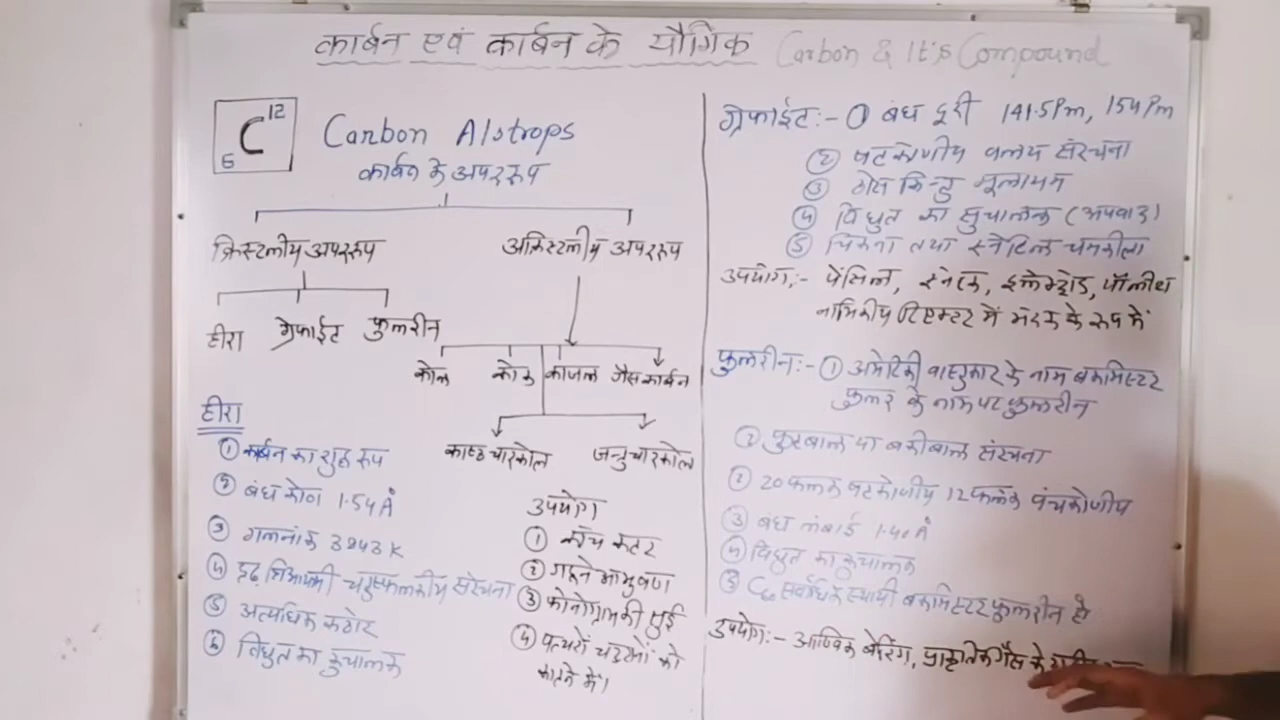 कार्बन एवं कार्बन के यौगिक Carbon & It's Compound
C 12 6
Carbon Alotrops
कार्बन के अपररूप
क्रिस्टलीय अपररूप
अक्रिस्टलीय अपररूप
हीरा ग्रेफाईट फुलरीन
कोल कोक काजल गैसकार्बन
काष्ठ चारकोल जन्तुचारकोल
हीरा
① कार्बन का शुद्ध रूप
② बंध कोण 1.54Å
③ गलनांक 3843K
④ दृढ़ त्रिआयामी चतुष्फलकीय संरचना
⑤ अत्यधिक कठोर
⑥ विधुत का कुचालक
उपयोग
① काँच कटर
② गहने आभूषण
③ फोनोग्राम की सुई
④ पत्थरों चट्टानों को
काटने में।
ग्रेफाईट:- ① बंध दूरी 141.5Pm, 154Pm
② षटकोणीय वलय संरचना
③ ठोस किन्तु मुलायम
④ विधुत का सुचालक (अपवाद)
⑤ चिकना तथा स्नेटिल चमकीला
उपयोग:- पेंसिल, स्नेहक, इलेक्ट्रोड, पॉलीश
नाभिकीय रिएक्टर में मंदक के रूप में
फुलरीन:- ① अमेरिकी वास्तुकार के नाम बकमिस्टर
फुलर के नाम पर फुलरीन
② फुटबाल या बकीबाल संरचना
② 20 फलक षटकोणीय 12 फलक पंचकोणीय
③ बंध लंबाई 1.40Å
④ विधुत का कुचालक
⑤ C60 सर्वाधिक स्थायी बकमिस्टर फुलरीन है
उपयोग:- आण्विक बेरिंग, प्राकृतिक गैस के